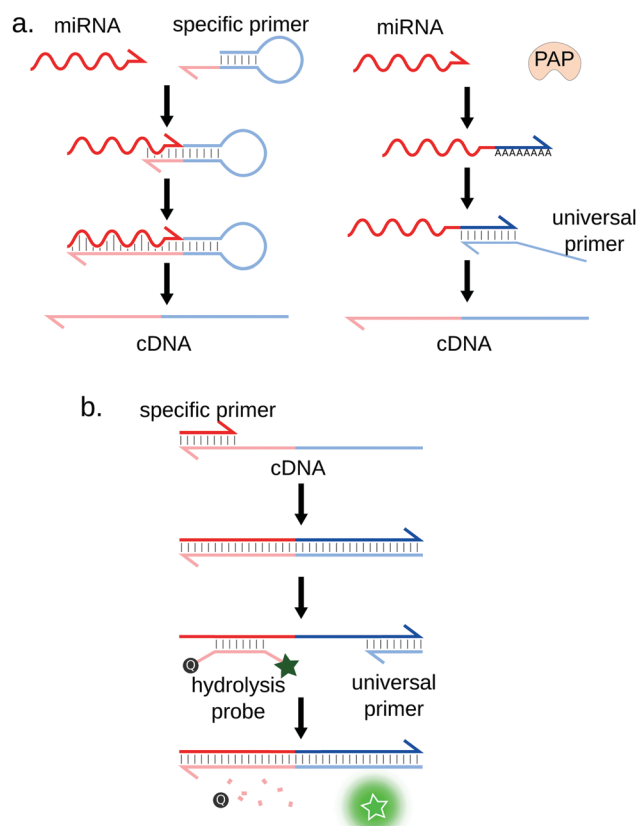 a.
miRNA
specific primer
miRNA
PAP
AAAAAAAA
universal
primer
cDNA
cDNA
b.
specific primer
cDNA
Q
hydrolysis
probe
universal
primer
Q